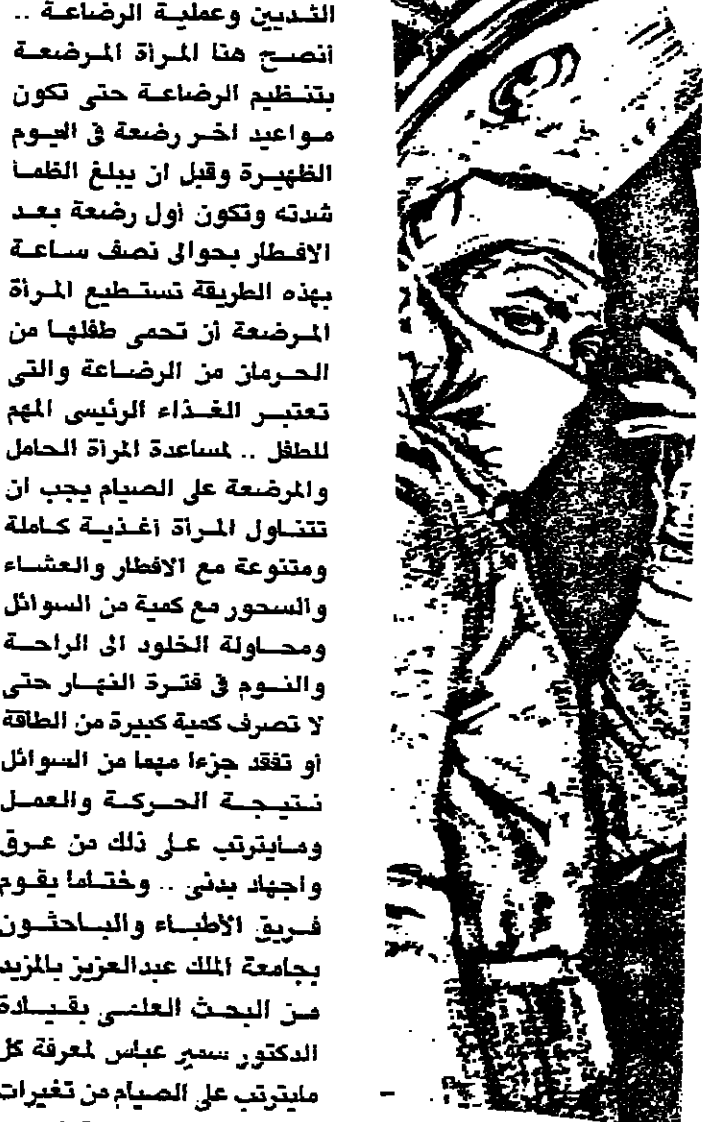 الثديين وعملية الرضاعة ..
أنصح هنا المرأة المرضعة
بتنظيم الرضاعة حتى تكون
مواعيد اخر رضعة في اليوم
الظهيرة وقبل ان يبلغ الظمأ
شدته وتكون أول رضعة بعد
الافطار بحوالى نصف ساعة
بهذه الطريقة تستطيع المرأة
المرضعة أن تحمى طفلها من
الحرمان من الرضاعة والتى
تعتبر الغذاء الرئيسى المهم
للطفل .. لمساعدة المرأة الحامل
والمرضعة على الصيام يجب ان
تتناول المرأة أغذية كاملة
ومتنوعة مع الافطار والعشاء
والسحور مع كمية من السوائل
ومحاولة الخلود الى الراحة
والنوم في فترة النهار حتى
لا تصرف كمية كبيرة من الطاقة
أو تفقد جزءا مهما من السوائل
نتيجة الحركة والعمل
ومايترتب على ذلك من عرق
واجهاد بدنى .. وختاما يقوم
فريق الأطباء والباحثون
بجامعة الملك عبدالعزيز بالمزيد
من البحث العلمى بقيادة
الدكتور سمير عباس لمعرفة كل
مايترتب على الصيام من تغيرات